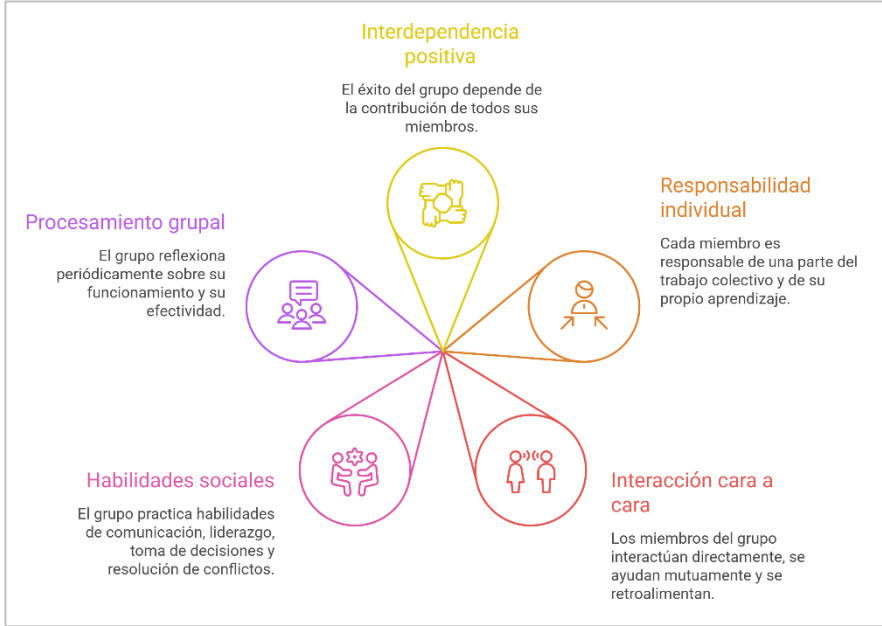 Interdependencia
positiva
El éxito del grupo depende de
la contribución de todos sus
miembros.
Responsabilidad
individual
Cada miembro es
responsable de una parte del
trabajo colectivo y de su
propio aprendizaje.
Procesamiento grupal
El grupo reflexiona
periódicamente sobre su
funcionamiento y su
efectividad.
Habilidades sociales
El grupo practica habilidades
de comunicación, liderazgo,
toma de decisiones y
resolución de conflictos.
Interacción cara a
cara
Los miembros del grupo
interactúan directamente, se
ayudan mutuamente y se
retroalimentan.